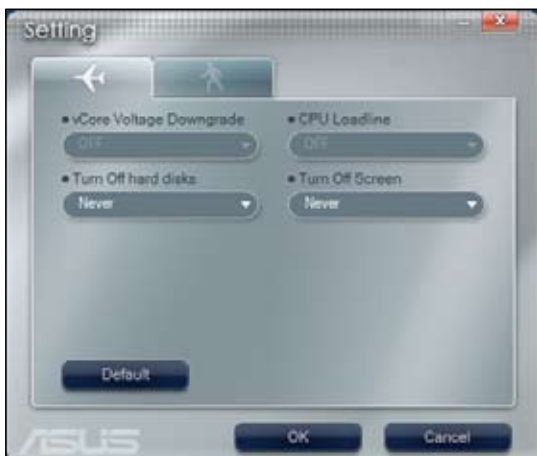 Setting
• vCore Voltage Downgrade
• CPU Loadline
OFF
OFF
• Turn Off hard disks
• Turn Off Screen
Never
Never
Default
ASUS
OK
Cancel